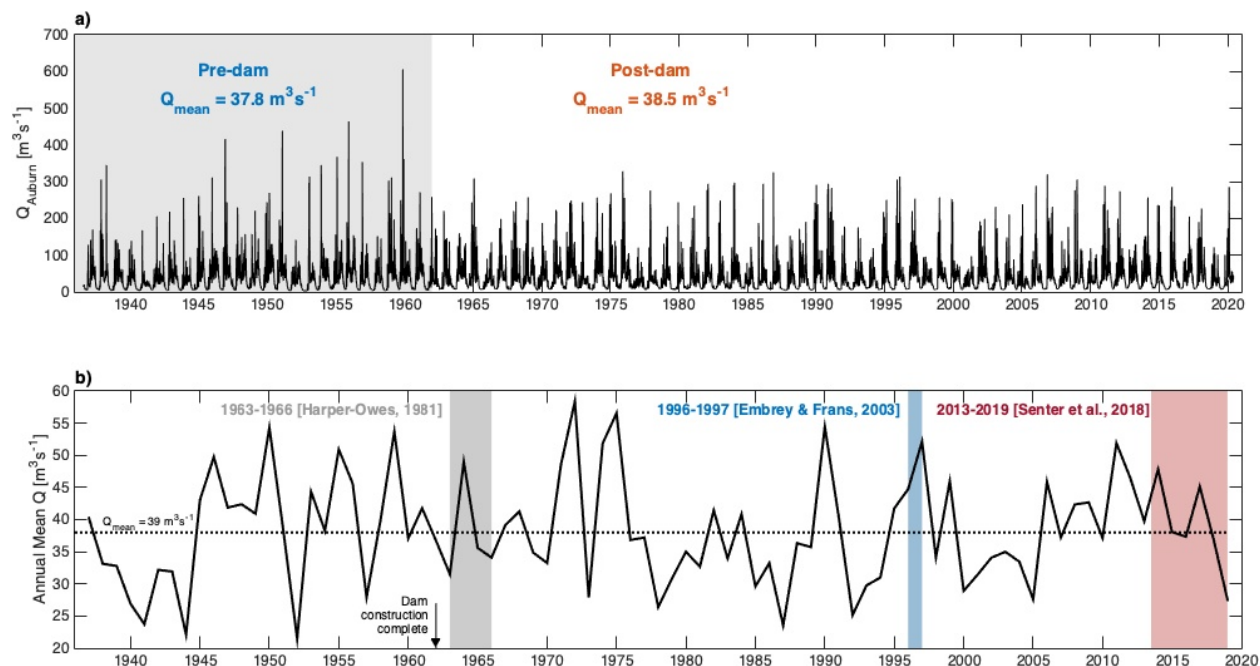 a)
700
600
500
400
300
200
100
0
Q_Auburn [m³s⁻¹]
Pre-dam
Q_mean = 37.8 m³s⁻¹
Post-dam
Q_mean = 38.5 m³s⁻¹
1940 1945 1950 1955 1960 1965 1970 1975 1980 1985 1990 1995 2000 2005 2010 2015 2020
b)
60
55
50
45
40
35
30
25
20
Annual Mean Q [m³s⁻¹]
1963-1966 [Harper-Owes, 1981]
1996-1997 [Embrey & Frans, 2003]
2013-2019 [Senter et al., 2018]
Q_mean = 39 m³s⁻¹
Dam
construction
complete
1940 1945 1950 1955 1960 1965 1970 1975 1980 1985 1990 1995 2000 2005 2010 2015